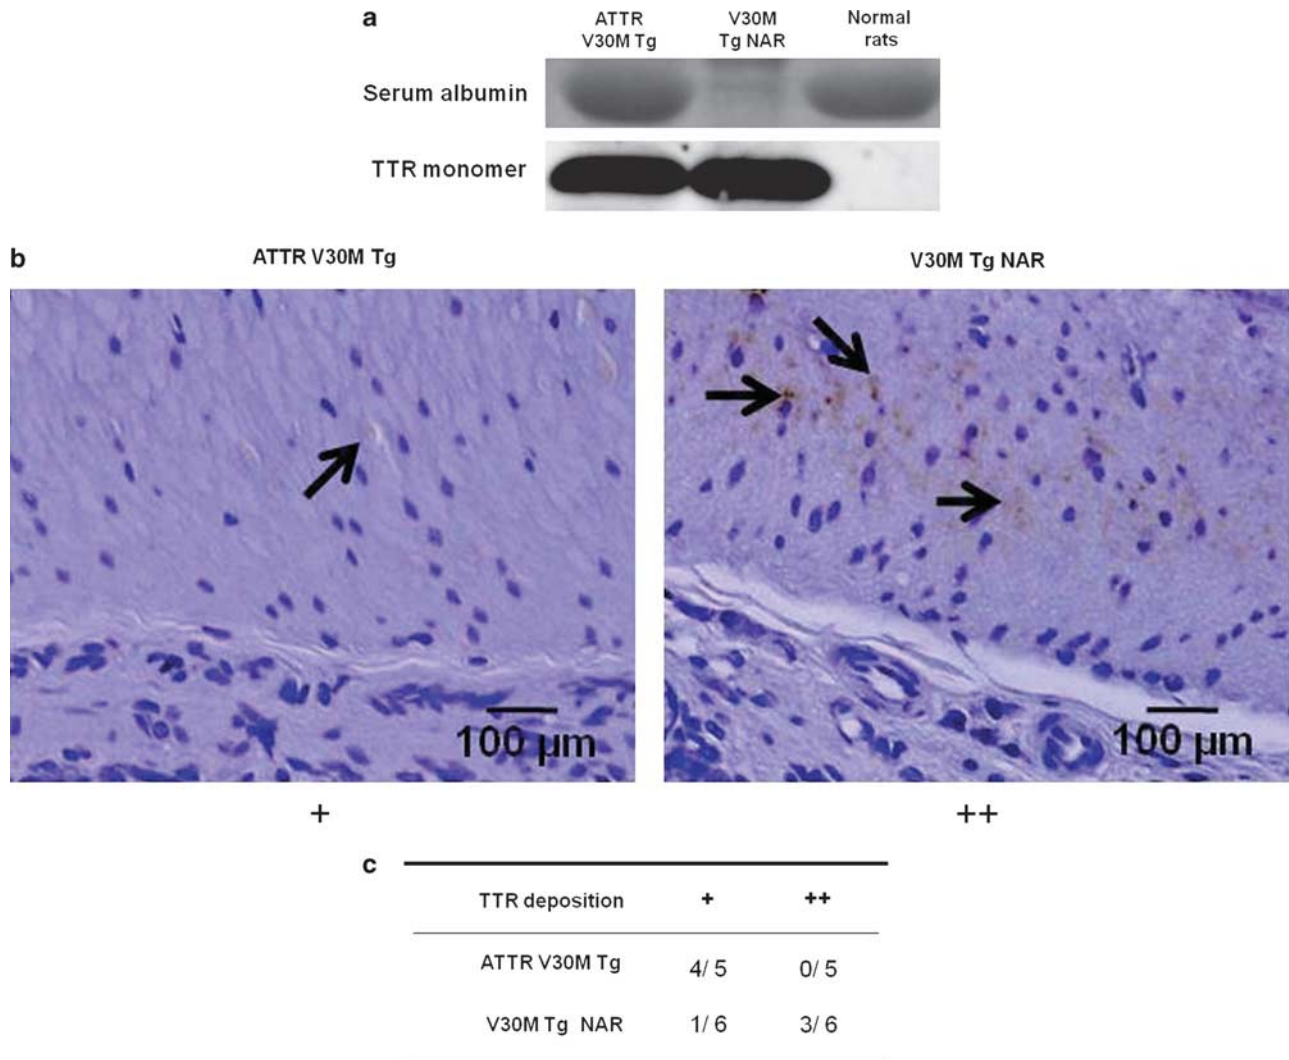 a
ATTR V30M Tg
V30M Tg NAR
Normal rats
Serum albumin
TTR monomer
b
ATTR V30M Tg
V30M Tg NAR
100 µm
100 µm
+
++
c
TTR deposition + ++
ATTR V30M Tg 4/ 5 0/ 5
V30M Tg NAR 1/ 6 3/ 6